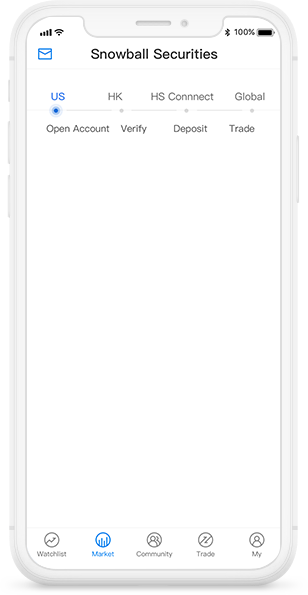 100%
Snowball Securities
US HK HS Connnect Global
Open Account Verify Deposit Trade
Watchlist Market Community Trade My